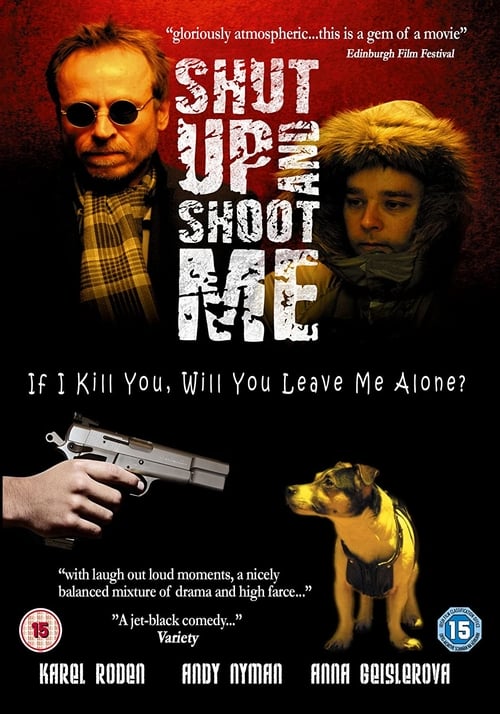 "gloriously atmospheric...this is a gem of a movie"
Edinburgh Film Festival
SHUT
UP AND
SHOOT
ME
If I Kill You, Will You Leave Me Alone?
"with laugh out loud moments, a nicely
balanced mixture of drama and high farce..."
"A jet-black comedy..."
Variety
15
15
KAREL RODEN ANDY NYMAN ANNA GEISLEROVA